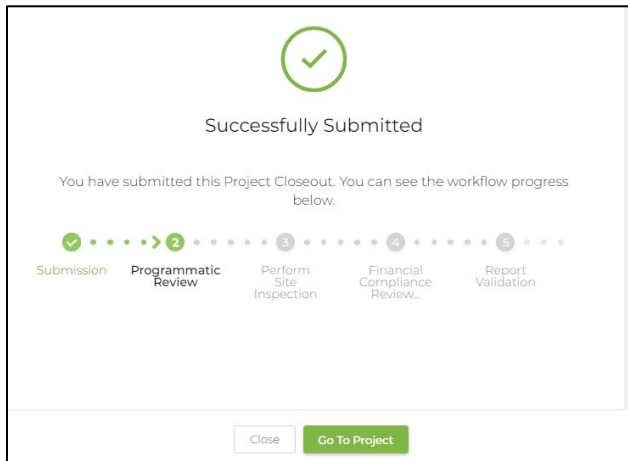 Successfully Submitted
You have submitted this Project Closeout. You can see the workflow progress
below.
2 3 4 5
Submission Programmatic Perform Financial Report
Review Site Compliance Validation
Inspection Review...
Close Go To Project